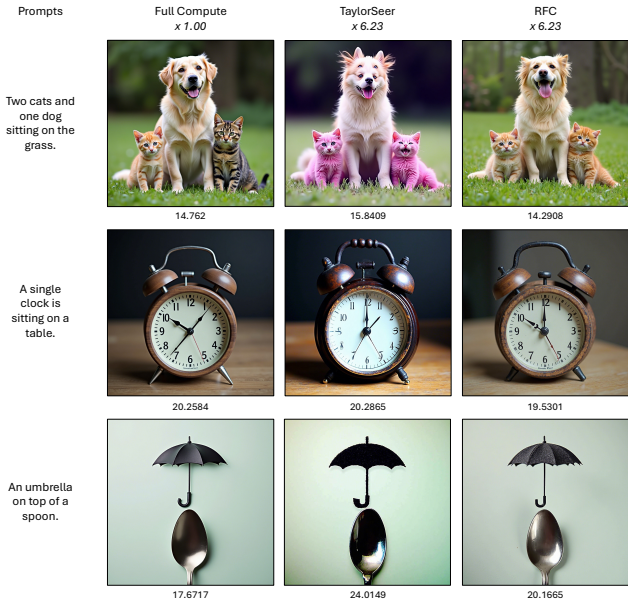 Prompts
Full Compute
x 1.00
TaylorSeer
x 6.23
RFC
x 6.23
Two cats and
one dog
sitting on the
grass.
14.762
15.8409
14.2908
A single
clock is
sitting on a
table.
20.2584
20.2865
19.5301
An umbrella
on top of a
spoon.
17.6717
24.0149
20.1665